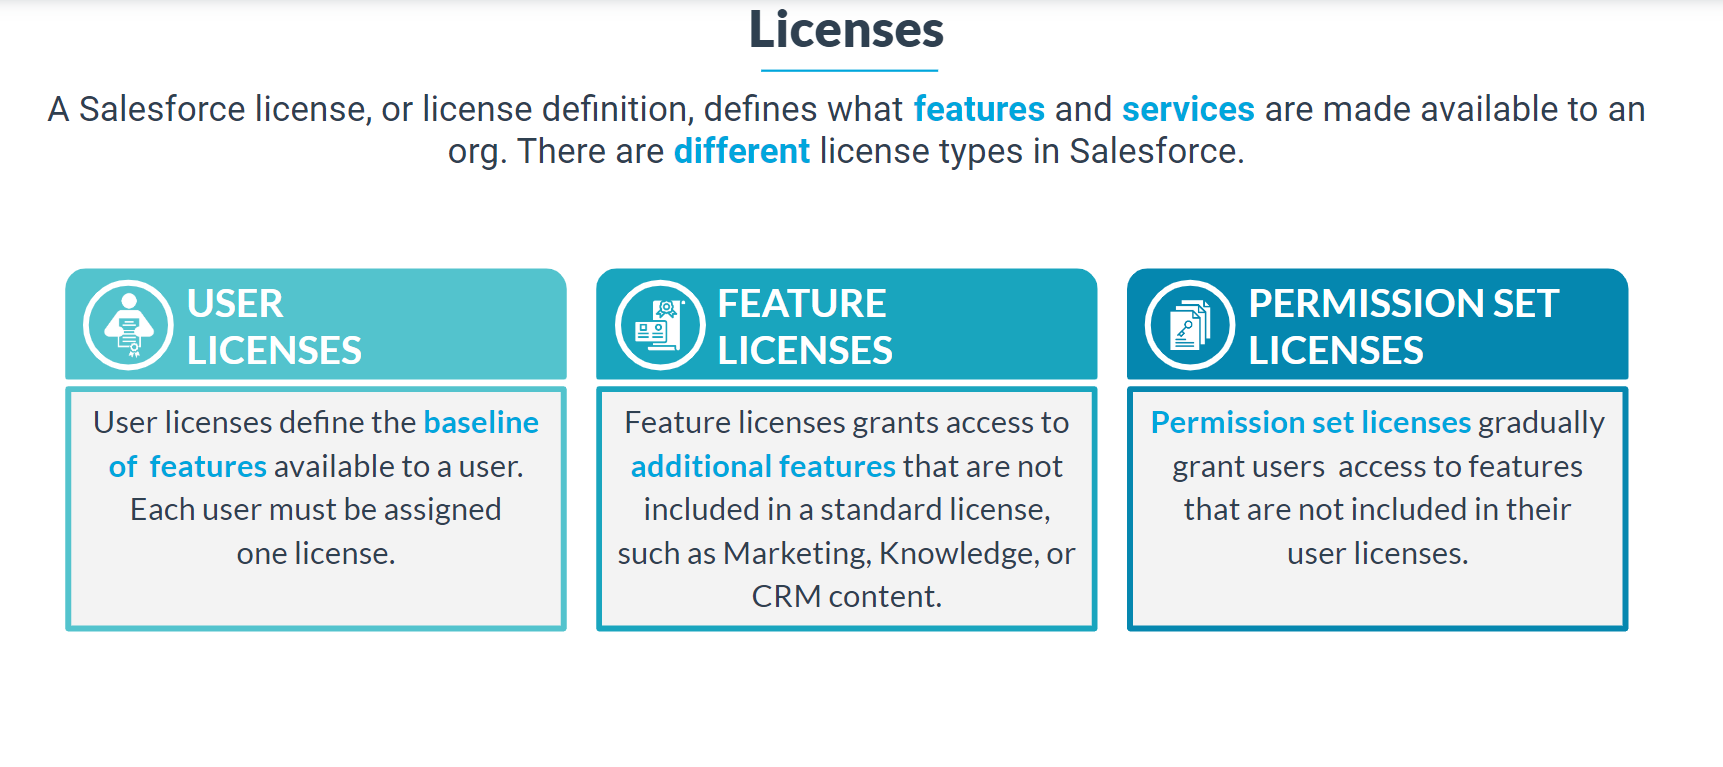 Licenses
A Salesforce license, or license definition, defines what features and services are made available to an
org. There are different license types in Salesforce.
USER
LICENSES
User licenses define the baseline
of features available to a user.
Each user must be assigned
one license.
FEATURE
LICENSES
Feature licenses grants access to
additional features that are not
included in a standard license,
such as Marketing, Knowledge, or
CRM content.
PERMISSION SET
LICENSES
Permission set licenses gradually
grant users access to features
that are not included in their
user licenses.